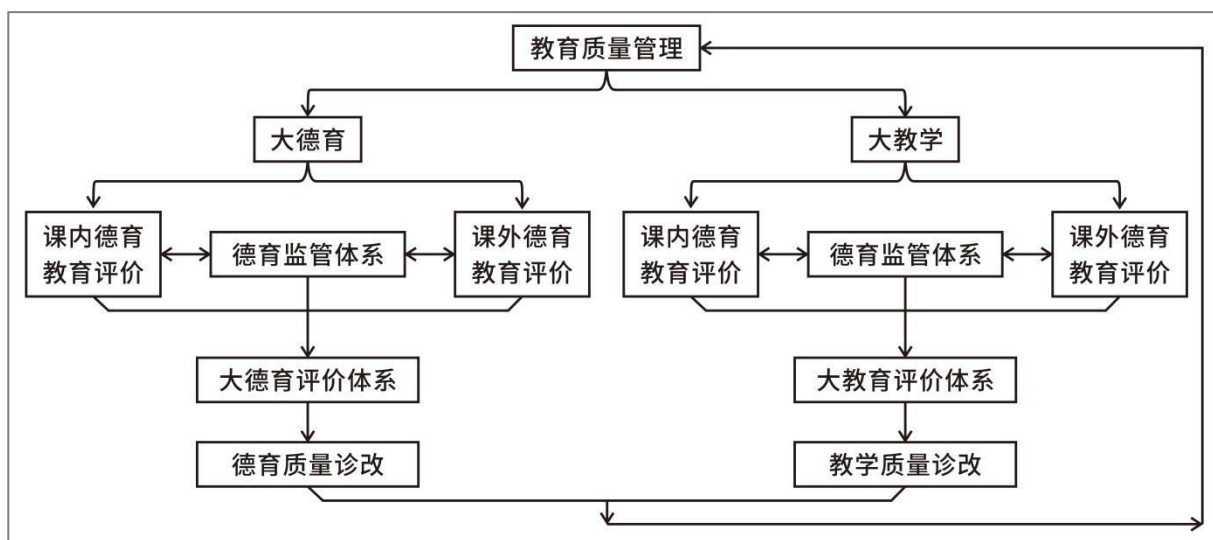 教育质量管理
大德育
大教学
课内德育
教育评价
德育监管体系
课外德育
教育评价
课内德育
教育评价
德育监管体系
课外德育
教育评价
大德育评价体系
大教育评价体系
德育质量诊改
教学质量诊改